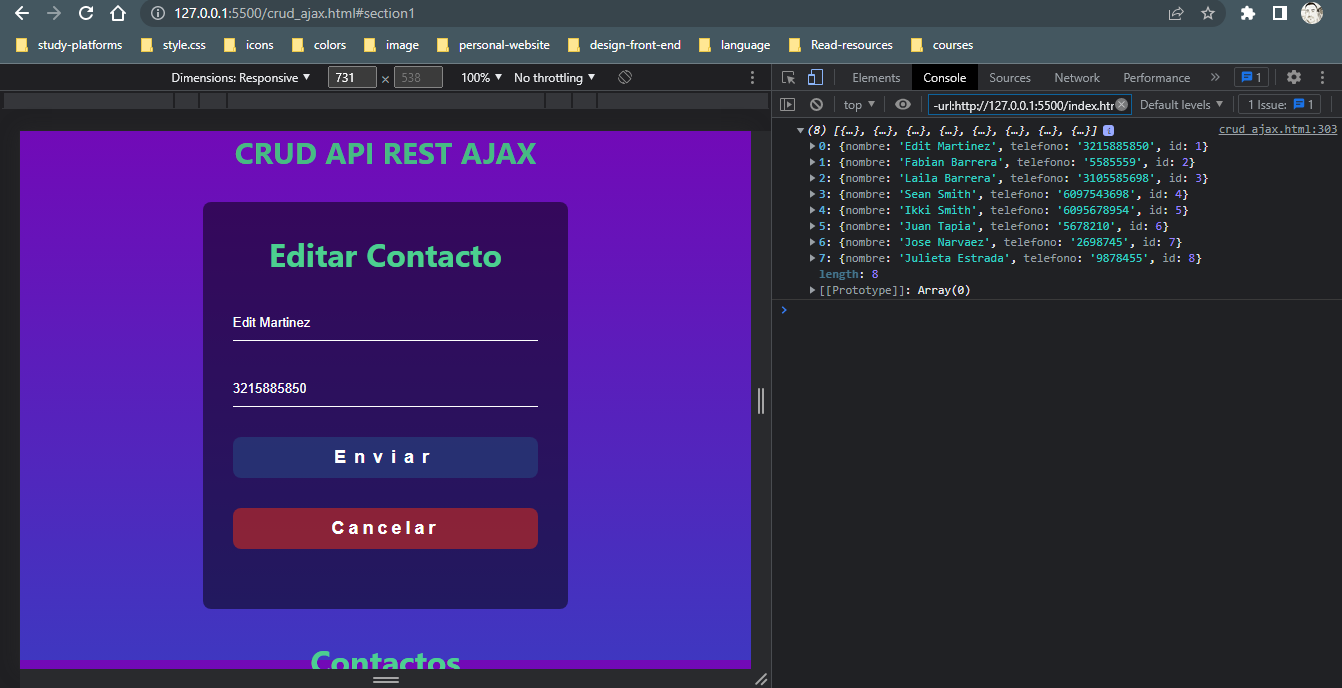 127.0.0.1:5500/crud_ajax.html#section1
study-platforms style.css icons colors image personal-website design-front-end language Read-resources courses
Dimensions: Responsive ▼ 731 × 538 100% ▼ No throttling ▼
Elements Console Sources Network Performance » 1
top ▼ -url:http://127.0.0.1:5500/index.htm Default levels ▼ 1 Issue: 1
CRUD API REST AJAX
Editar Contacto
Edit Martinez
3215885850
Enviar
Cancelar
Contactos
(8) [{…}, {…}, {…}, {…}, {…}, {…}, {…}, {…}] i crud_ajax.html:303
0: {nombre: 'Edit Martinez', telefono: '3215885850', id: 1}
1: {nombre: 'Fabian Barrera', telefono: '5585559', id: 2}
2: {nombre: 'Laila Barrera', telefono: '3105585698', id: 3}
3: {nombre: 'Sean Smith', telefono: '6097543698', id: 4}
4: {nombre: 'Ikki Smith', telefono: '6095678954', id: 5}
5: {nombre: 'Juan Tapia', telefono: '5678210', id: 6}
6: {nombre: 'Jose Narvaez', telefono: '2698745', id: 7}
7: {nombre: 'Julieta Estrada', telefono: '9878455', id: 8}
length: 8
[[Prototype]]: Array(0)